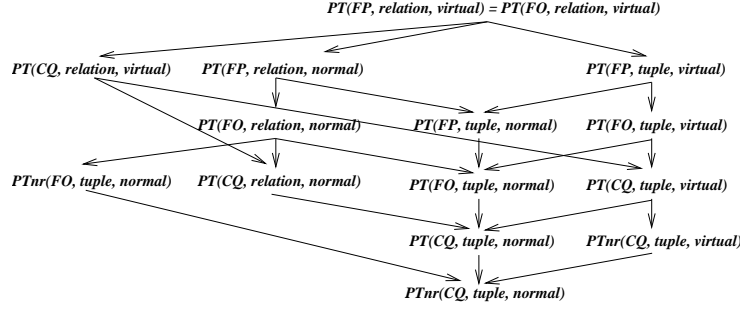 PT(FP, relation, virtual) = PT(FO, relation, virtual)
PT(CQ, relation, virtual) PT(FP, relation, normal) PT(FP, tuple, virtual)
PT(FO, relation, normal) PT(FP, tuple, normal) PT(FO, tuple, virtual)
PTnr(FO, tuple, normal) PT(CQ, relation, normal) PT(FO, tuple, normal) PT(CQ, tuple, virtual)
PT(CQ, tuple, normal) PTnr(CQ, tuple, virtual)
PTnr(CQ, tuple, normal)